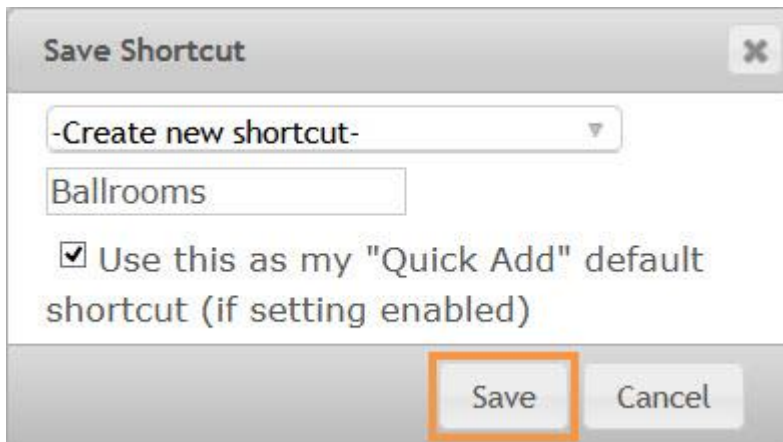 Save Shortcut
-Create new shortcut-
Ballrooms
Use this as my "Quick Add" default
shortcut (if setting enabled)
Save Cancel